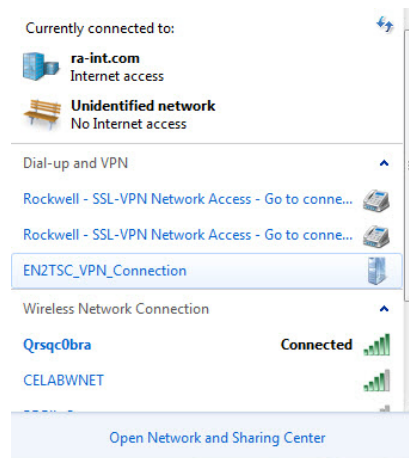 Currently connected to:
ra-int.com
Internet access
Unidentified network
No Internet access
Dial-up and VPN
Rockwell - SSL-VPN Network Access - Go to conne...
Rockwell - SSL-VPN Network Access - Go to conne...
EN2TSC_VPN_Connection
Wireless Network Connection
Qrsqc0bra Connected
CELABWNET
Open Network and Sharing Center